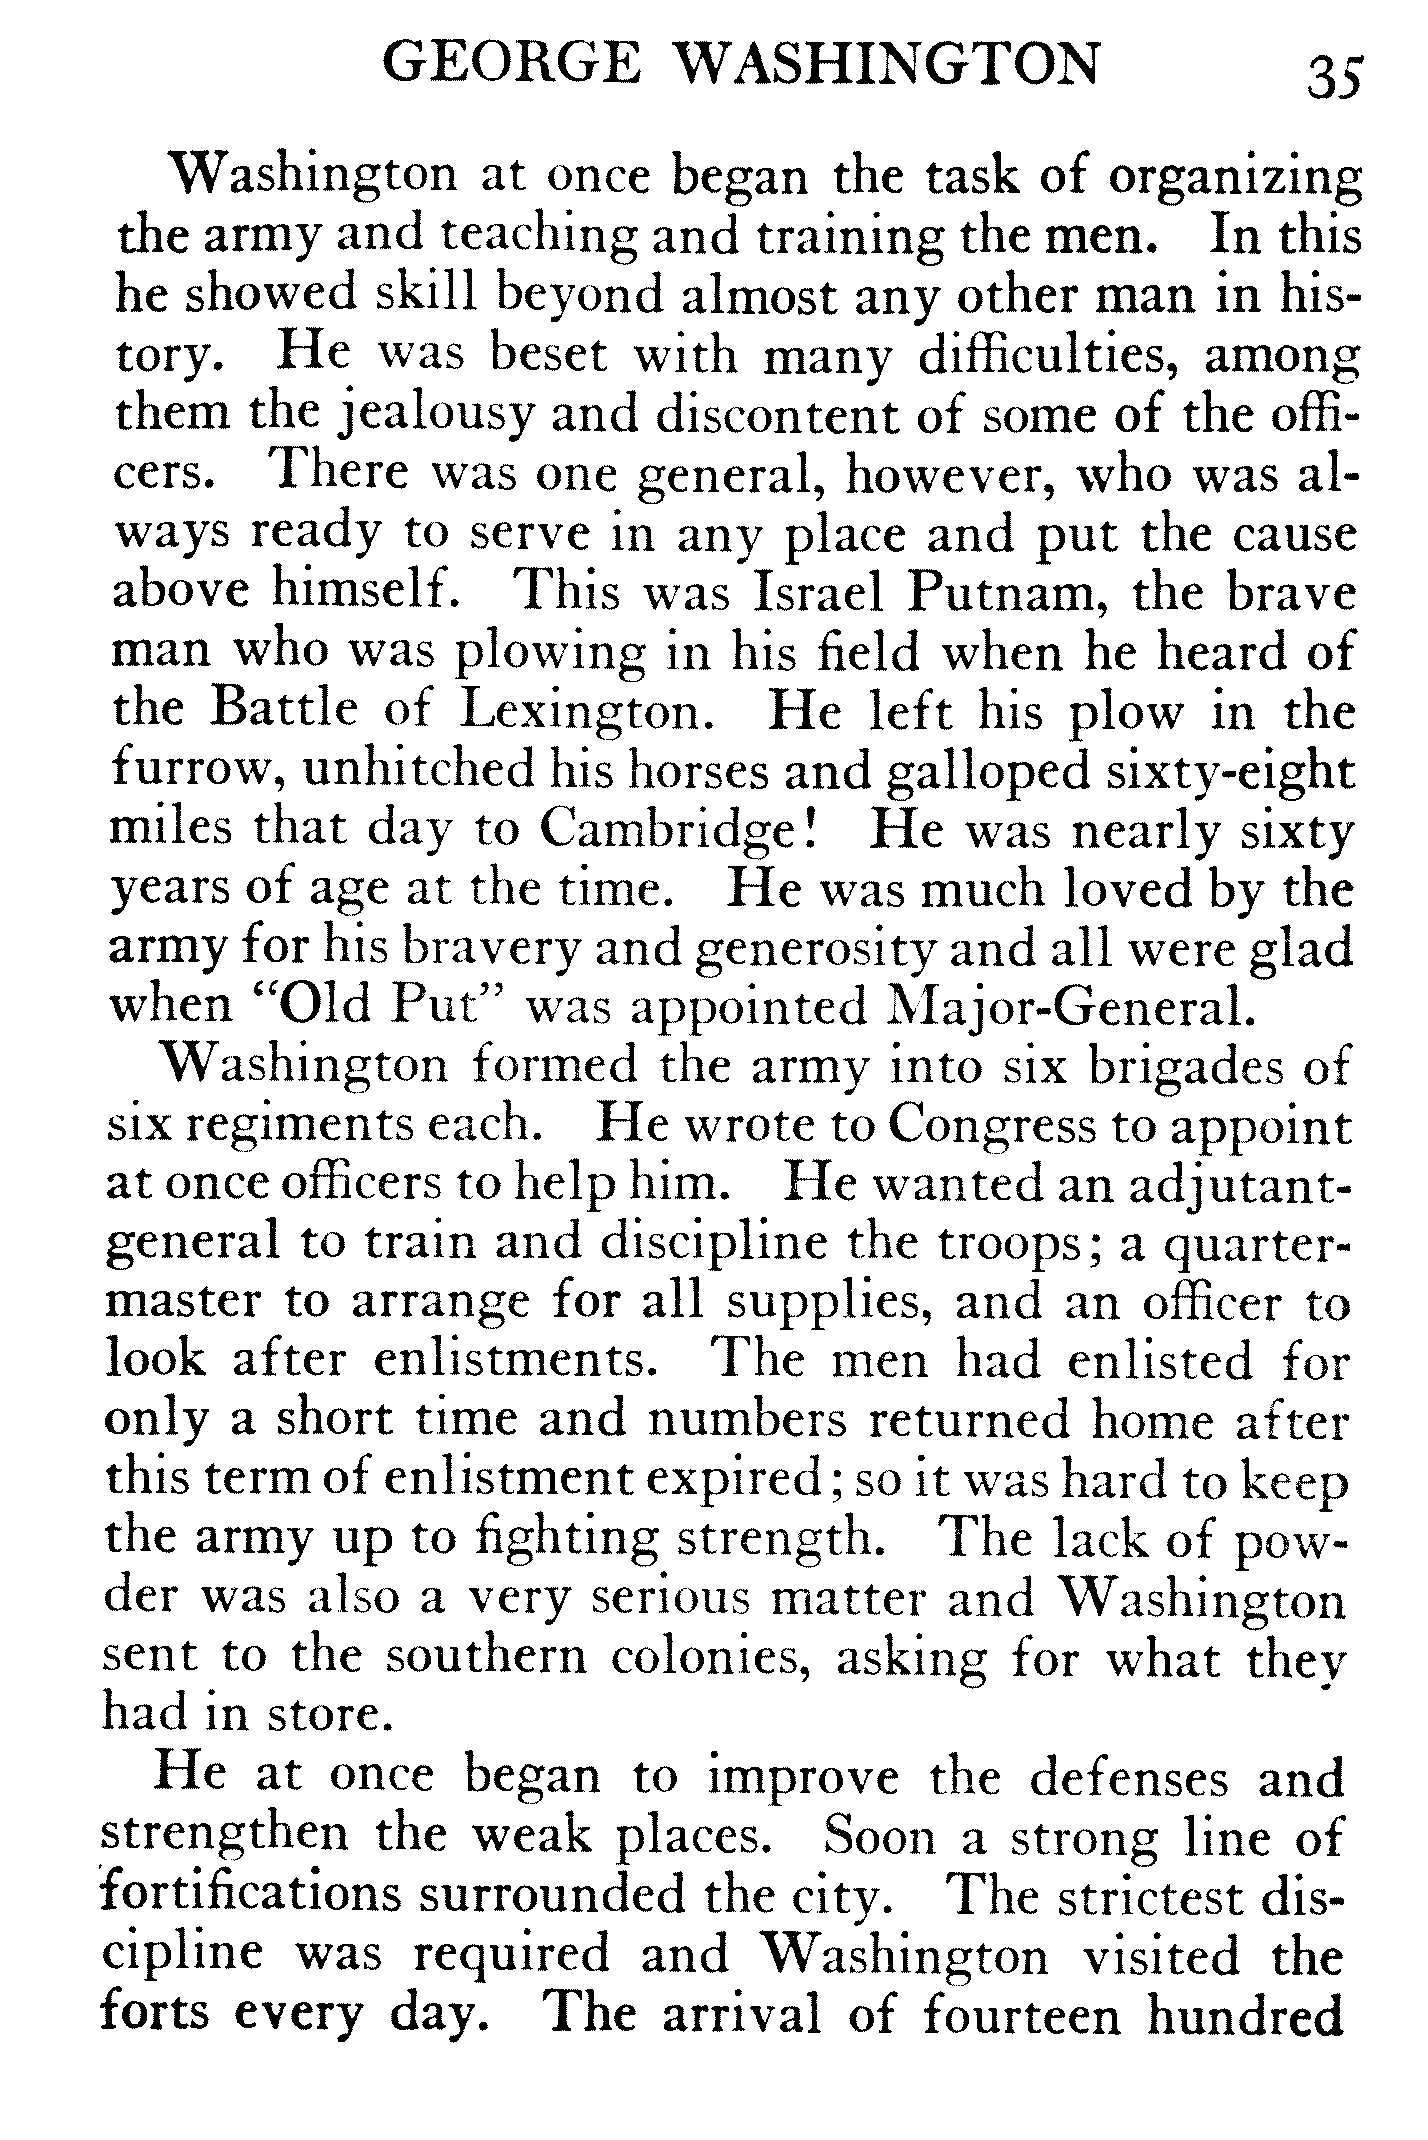 GEORGE WASHINGTON 35
Washington at once began the task of organizing
the army and teaching and training the men. In this
he showed skill beyond almost any other man in his-
tory. He was beset with many difficulties, among
them the jealousy and discontent of some of the offi-
cers. There was one general, however, who was al-
ways ready to serve in any place and put the cause
above himself. This was Israel Putnam, the brave
man who was plowing in his field when he heard of
the Battle of Lexington. He left his plow in the
furrow, unhitched his horses and galloped sixty-eight
miles that day to Cambridge! He was nearly sixty
years of age at the time. He was much loved by the
army for his bravery and generosity and all were glad
when “Old Put” was appointed Major-General.
Washington formed the army into six brigades of
six regiments each. He wrote to Congress to appoint
at once officers to help him. He wanted an adjutant-
general to train and discipline the troops; a quarter-
master to arrange for all supplies, and an officer to
look after enlistments. The men had enlisted for
only a short time and numbers returned home after
this term of enlistment expired; so it was hard to keep
the army up to fighting strength. The lack of pow-
der was also a very serious matter and Washington
sent to the southern colonies, asking for what they
had in store.
He at once began to improve the defenses and
strengthen the weak places. Soon a strong line of
fortifications surrounded the city. The strictest dis-
cipline was required and Washington visited the
forts every day. The arrival of fourteen hundred